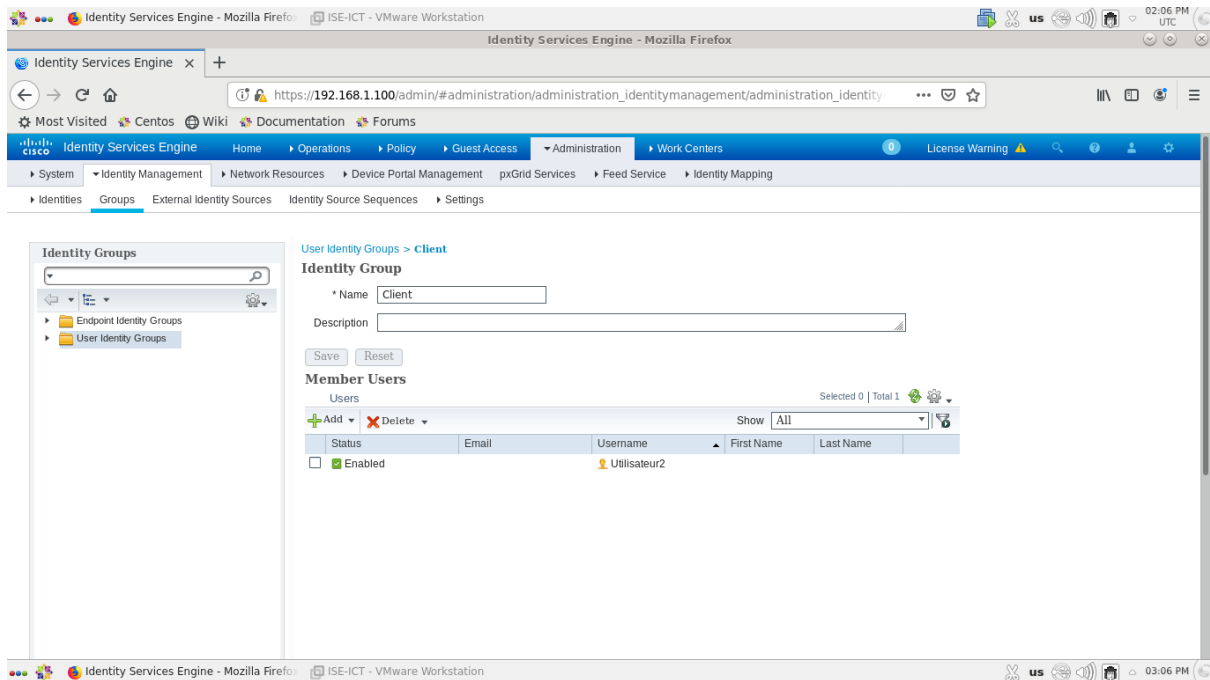 Identity Services Engine - Mozilla Firefo
ISE-ICT - VMware Workstation
us
02:06 PM
UTC
Identity Services Engine - Mozilla Firefox
Identity Services Engine
https://192.168.1.100/admin/#administration/administration_identitymanagement/administration_identity
Most Visited Centos Wiki Documentation Forums
CISCO Identity Services Engine Home Operations Policy Guest Access Administration Work Centers 0 License Warning
System Identity Management Network Resources Device Portal Management pxGrid Services Feed Service Identity Mapping
Identities Groups External Identity Sources Identity Source Sequences Settings
Identity Groups
Endpoint Identity Groups
User Identity Groups
User Identity Groups > Client
Identity Group
* Name Client
Description
Save Reset
Member Users
Users
Selected 0 | Total 1
Add Delete Show All
Status Email Username First Name Last Name
Enabled Utilisateur2
Identity Services Engine - Mozilla Firefo
ISE-ICT - VMware Workstation
us
03:06 PM